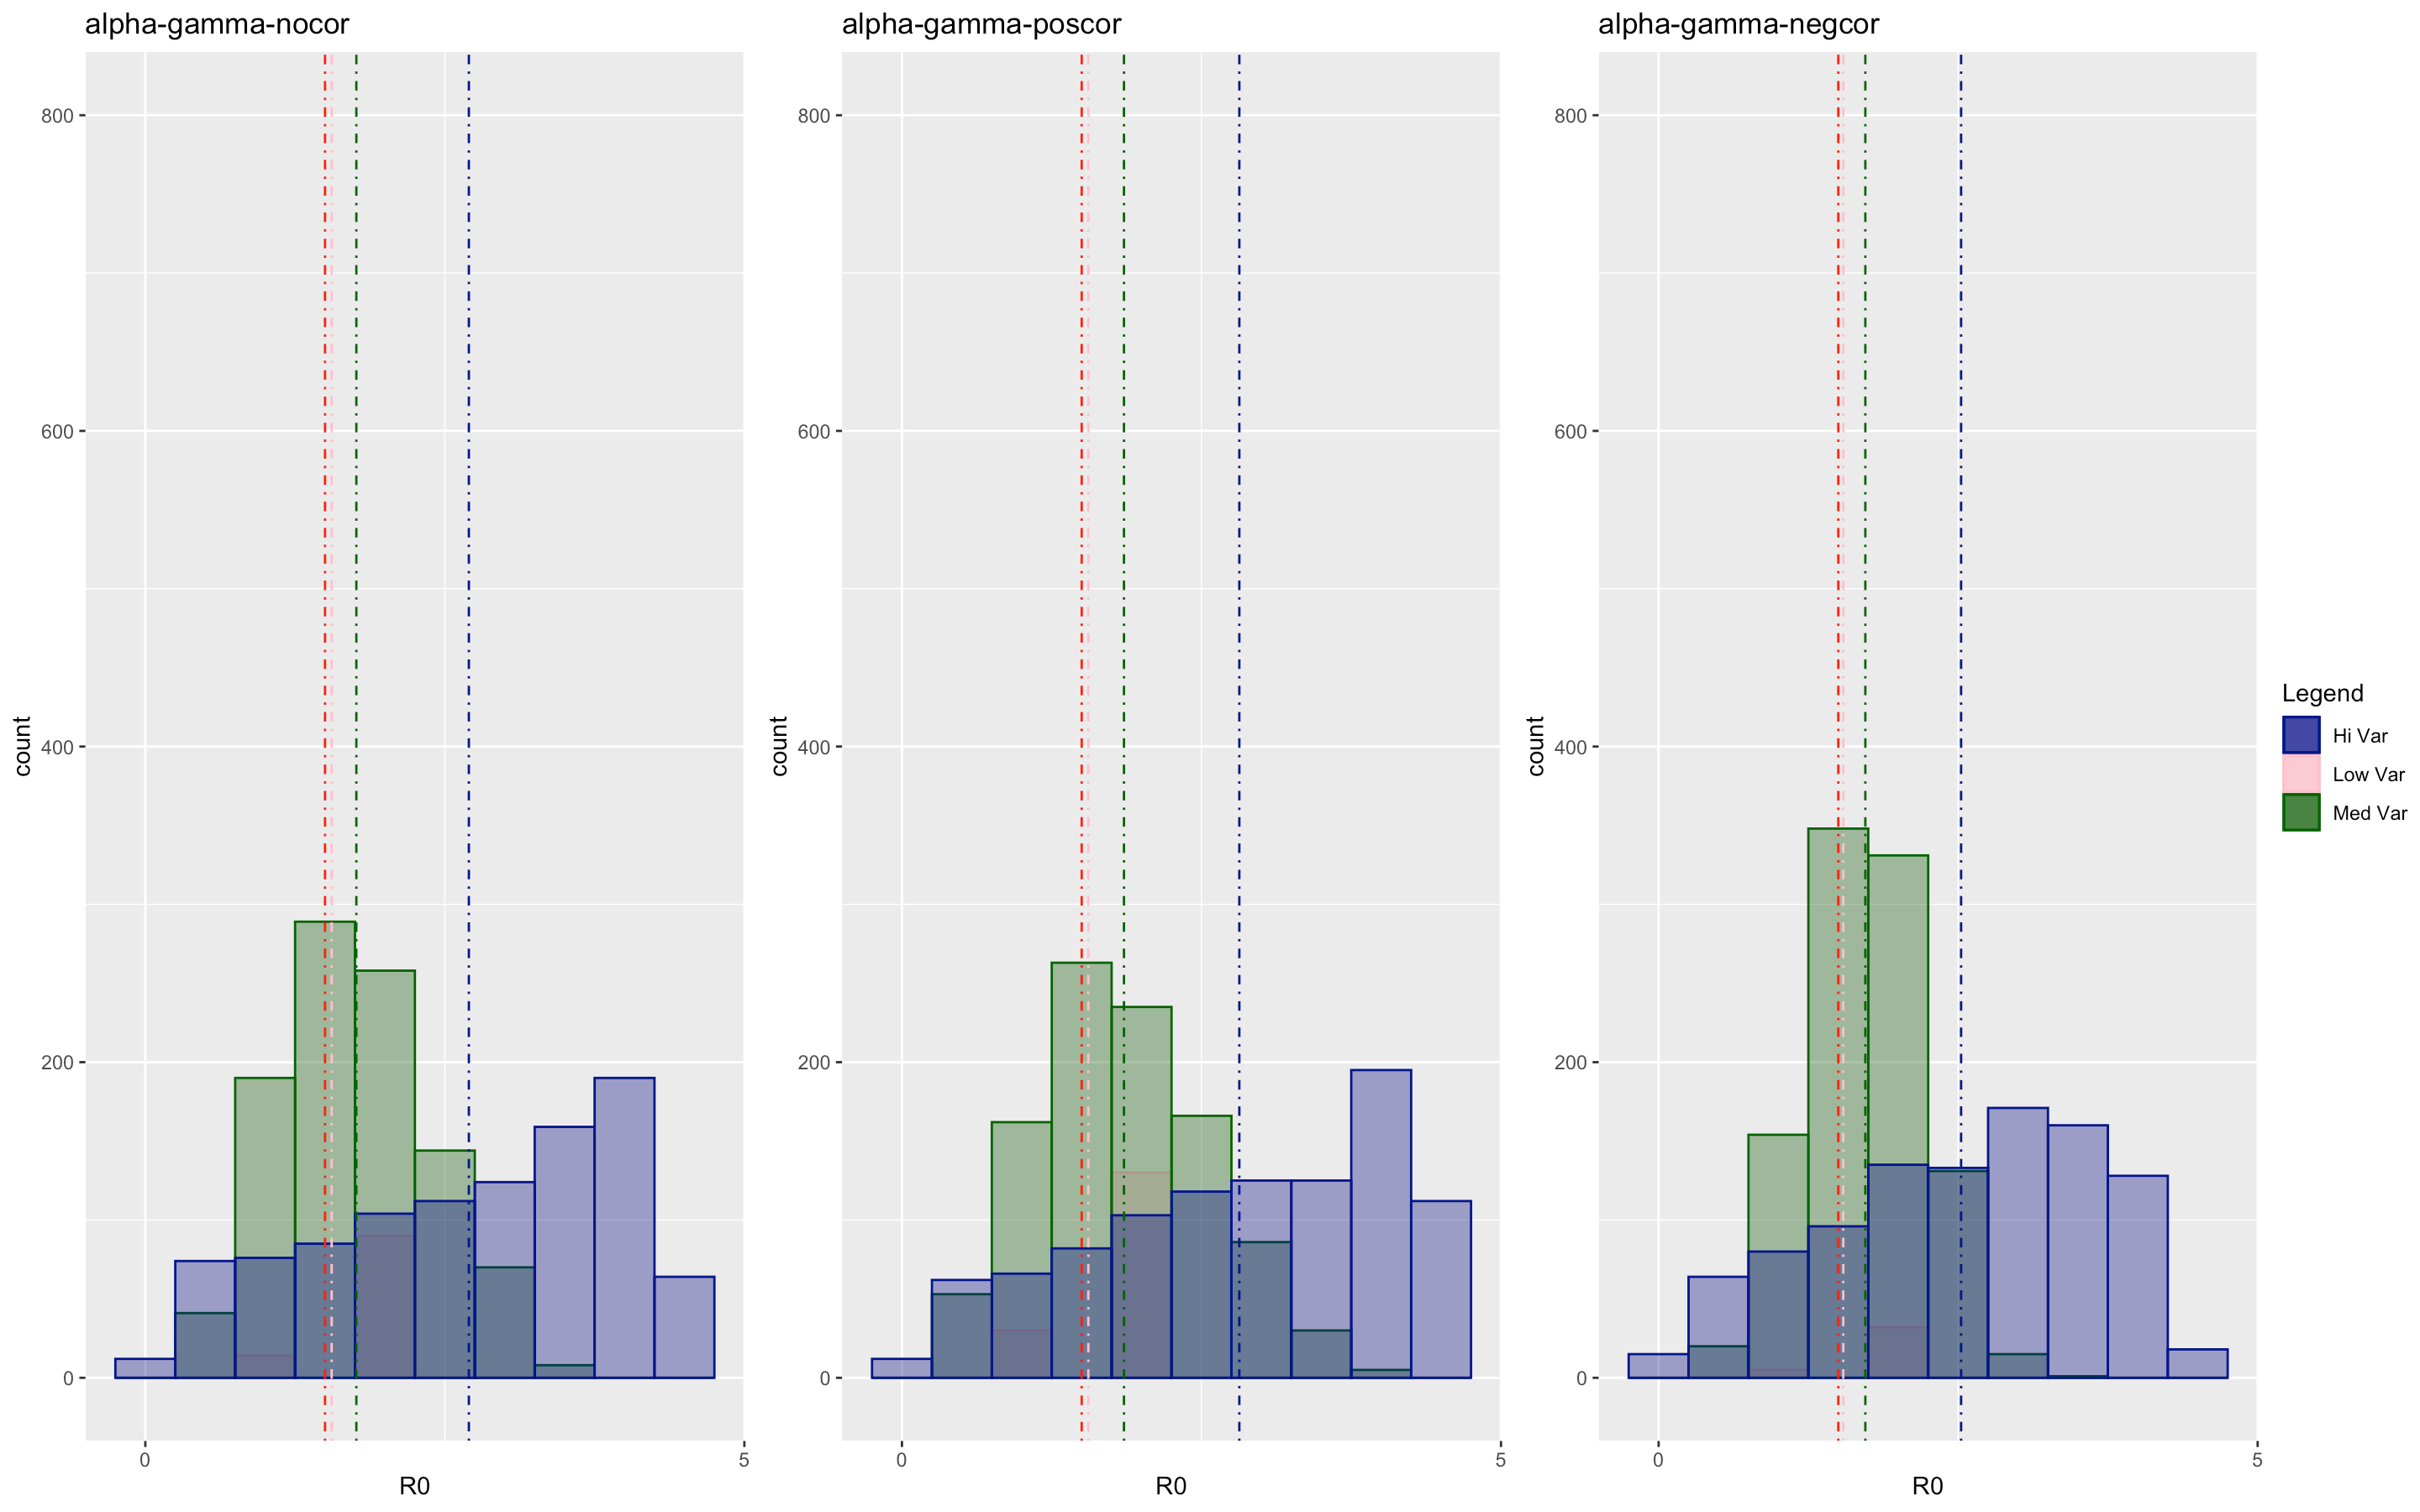 alpha-gamma-nocor
alpha-gamma-poscor
alpha-gamma-negcor
800
600
400
200
0
count
0
5
R0
800
600
400
200
0
count
0
5
R0
800
600
400
200
0
count
0
5
R0
Legend
Hi Var
Low Var
Med Var